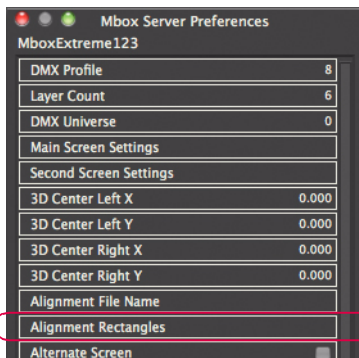 Mbox Server Preferences
MboxExtreme123
DMX Profile 8
Layer Count 6
DMX Universe 0
Main Screen Settings
Second Screen Settings
3D Center Left X 0.000
3D Center Left Y 0.000
3D Center Right X 0.000
3D Center Right Y 0.000
Alignment File Name
Alignment Rectangles
Alternate Screen